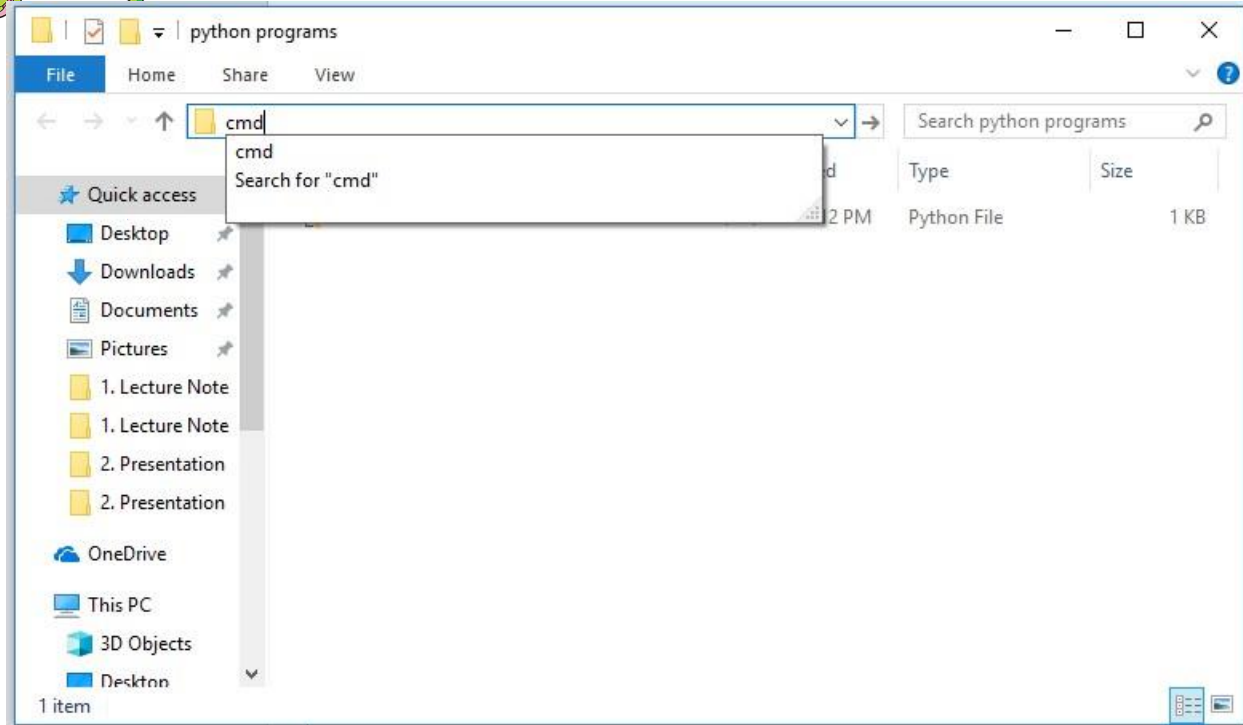 python programs
File Home Share View
cmd Search python programs
cmd
Search for "cmd"
d Type Size
2 PM Python File 1 KB
Quick access
Desktop
Downloads
Documents
Pictures
1. Lecture Note
1. Lecture Note
2. Presentation
2. Presentation
OneDrive
This PC
3D Objects
Desktop
1 item